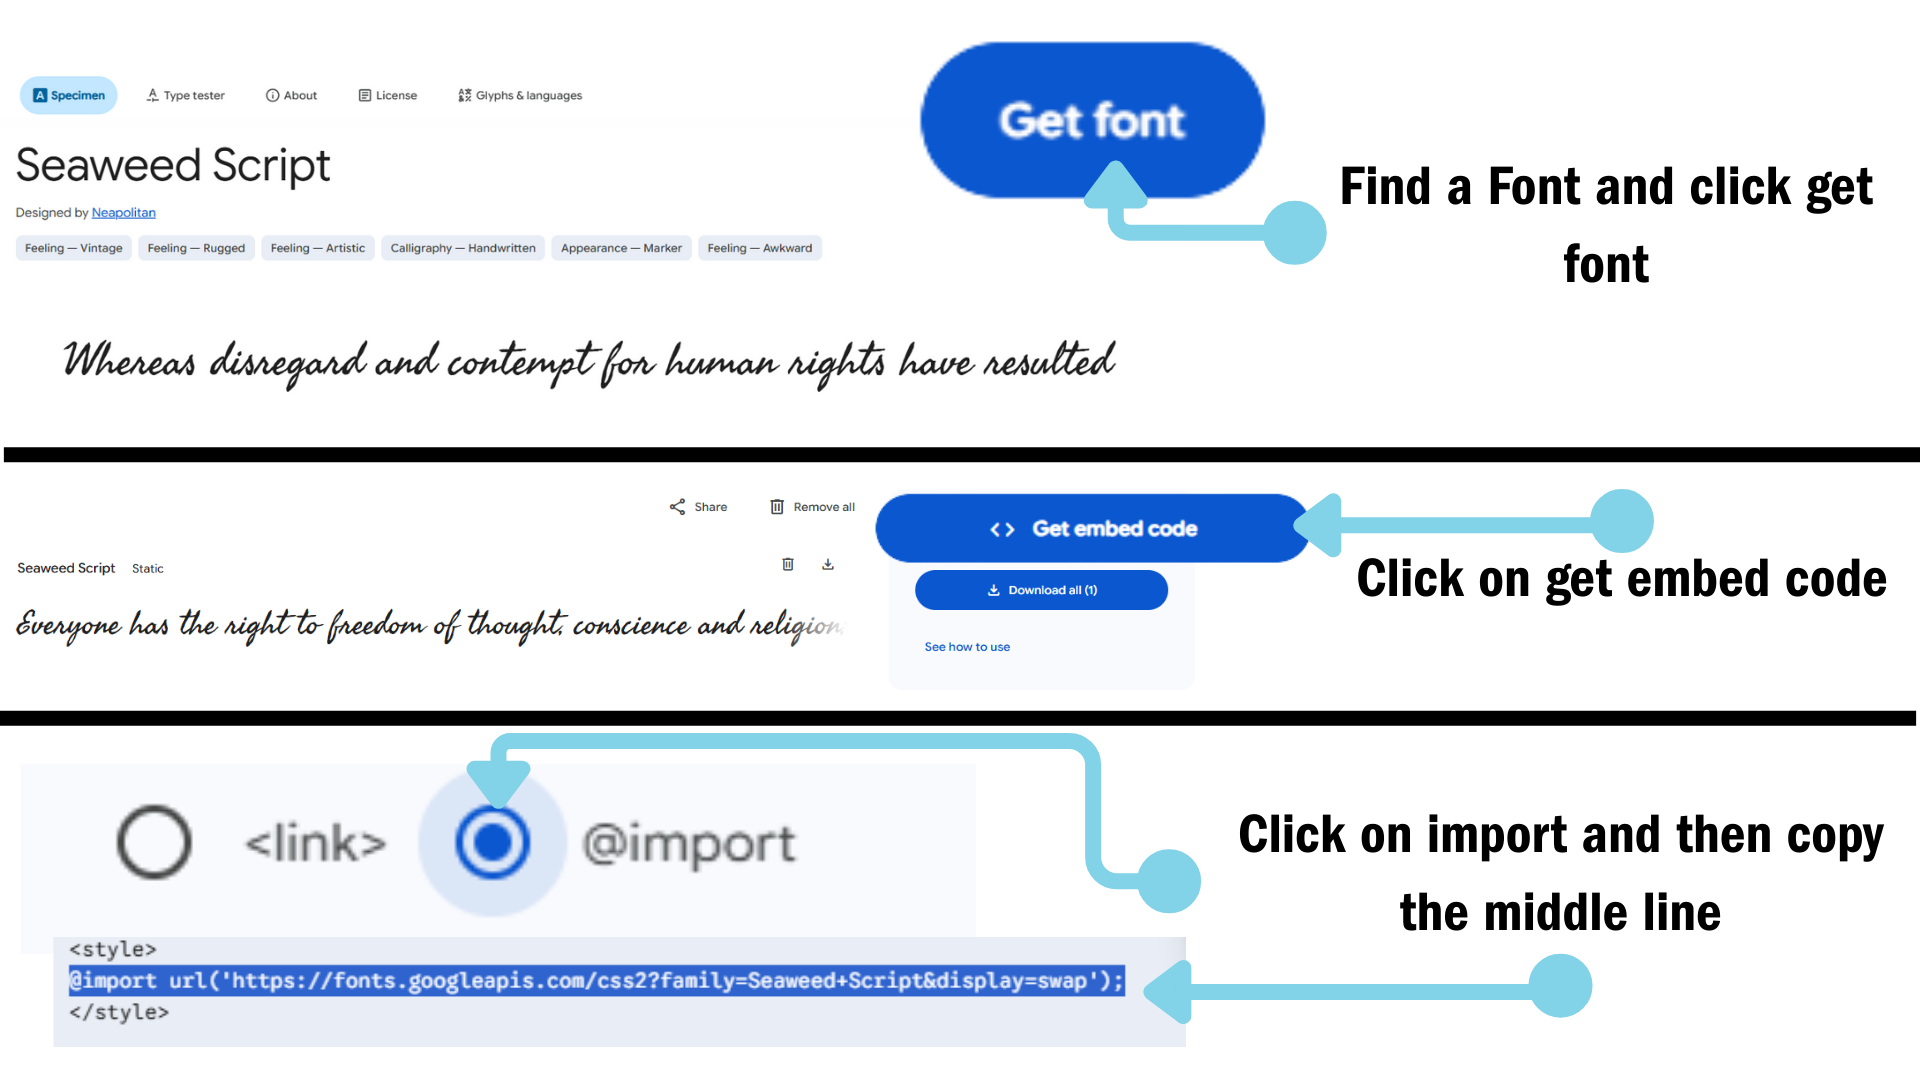 Specimen Type tester About License Glyphs & languages
Get font
Seaweed Script
Designed by Neapolitan
Feeling — Vintage Feeling — Rugged Feeling — Artistic Calligraphy — Handwritten Appearance — Marker Feeling — Awkward
Find a Font and click get
font
Whereas disregard and contempt for human rights have resulted
Share Remove all
< > Get embed code
Seaweed Script Static
Download all (1)
Click on get embed code
Everyone has the right to freedom of thought, conscience and religion,
See how to use
<link> @import
Click on import and then copy
the middle line
<style>
@import url('https://fonts.googleapis.com/css2?family=Seaweed+Script&display=swap');
</style>